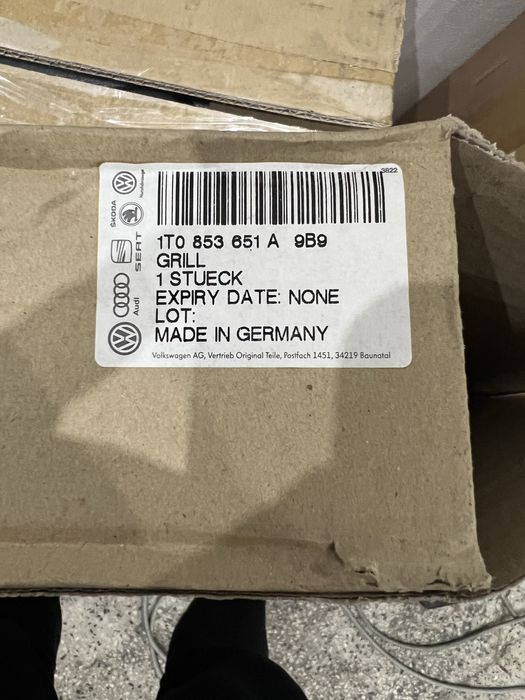 3822
1T0 853 651 A 9B9
GRILL
1 STUECK
EXPIRY DATE: NONE
LOT:
MADE IN GERMANY
Volkswagen AG, Vertrieb Original Teile, Postfach 1451, 34219 Baunatal
ŠKODA
SEAT
Audi
Nutzfahrzeuge